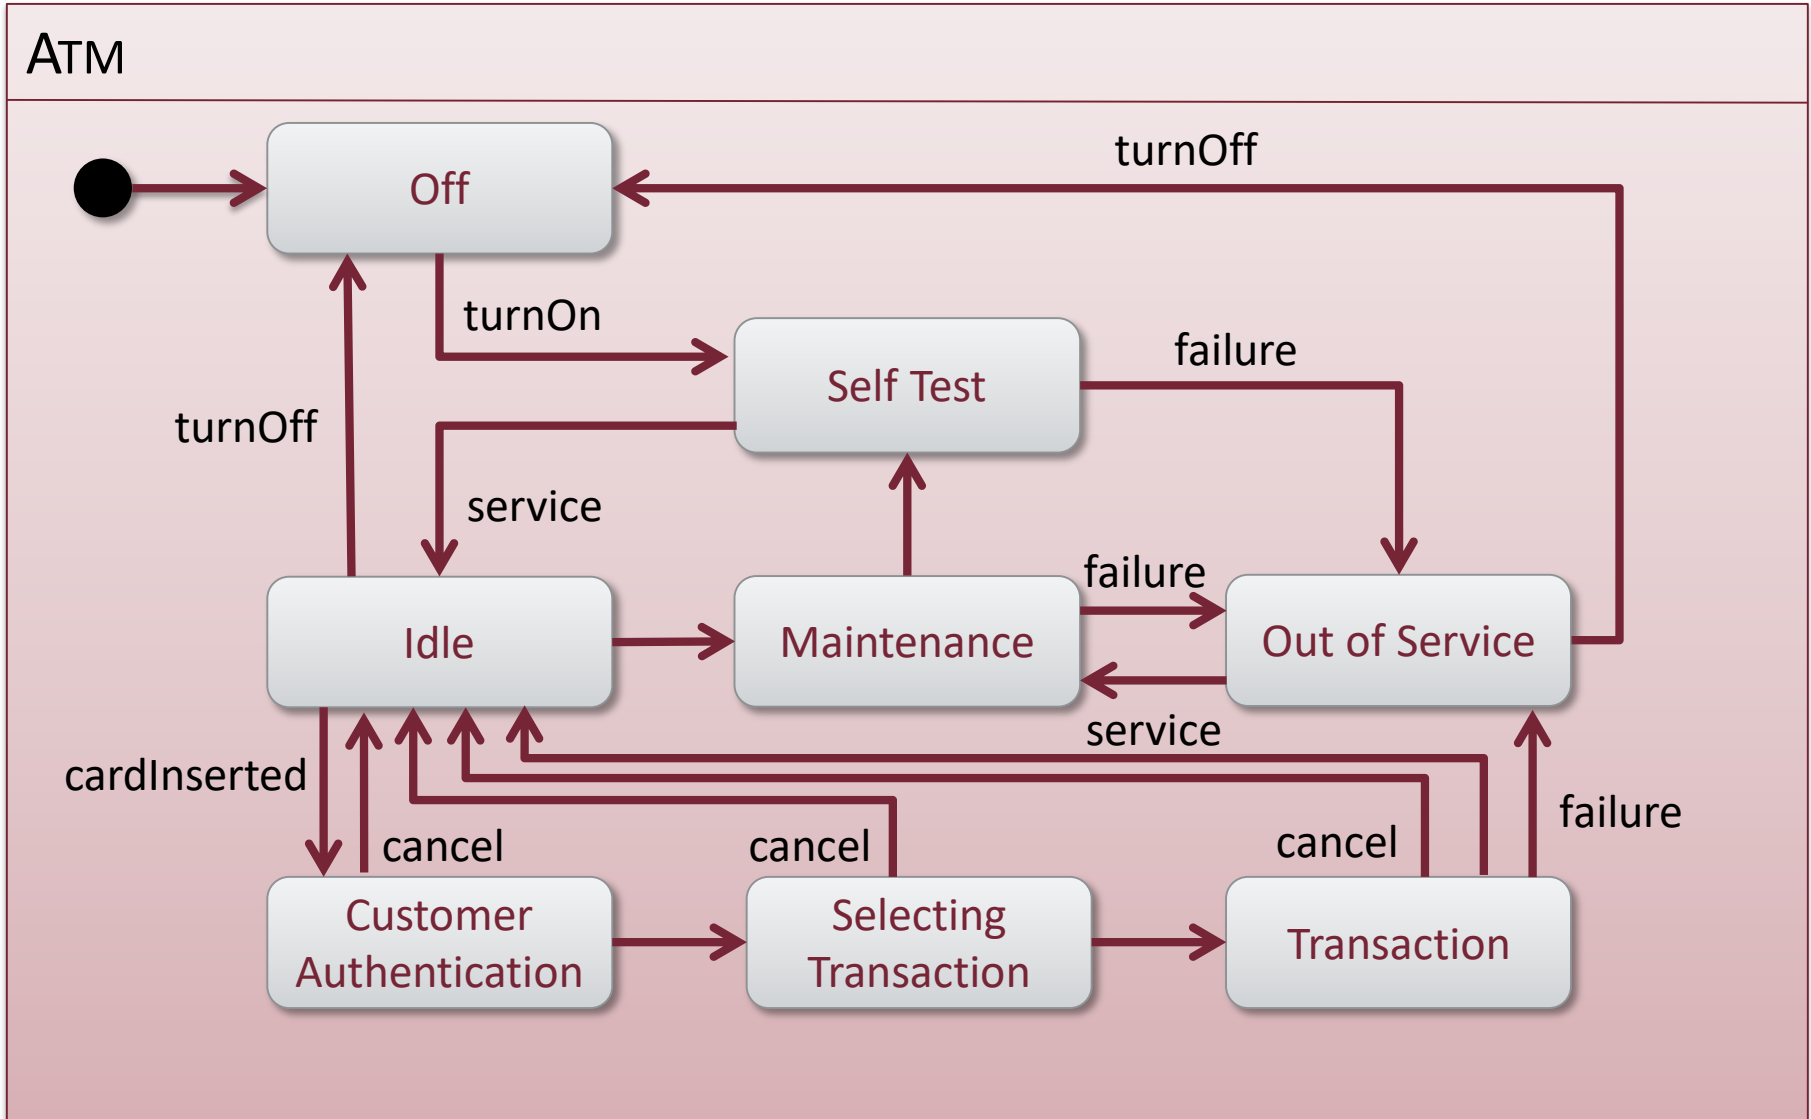 ATM
turnOff
Off
turnOn
failure
Self Test
turnOff
service
failure
Idle
Maintenance
Out of Service
service
cardInserted
failure
cancel
cancel
cancel
Customer
Authentication
Selecting
Transaction
Transaction